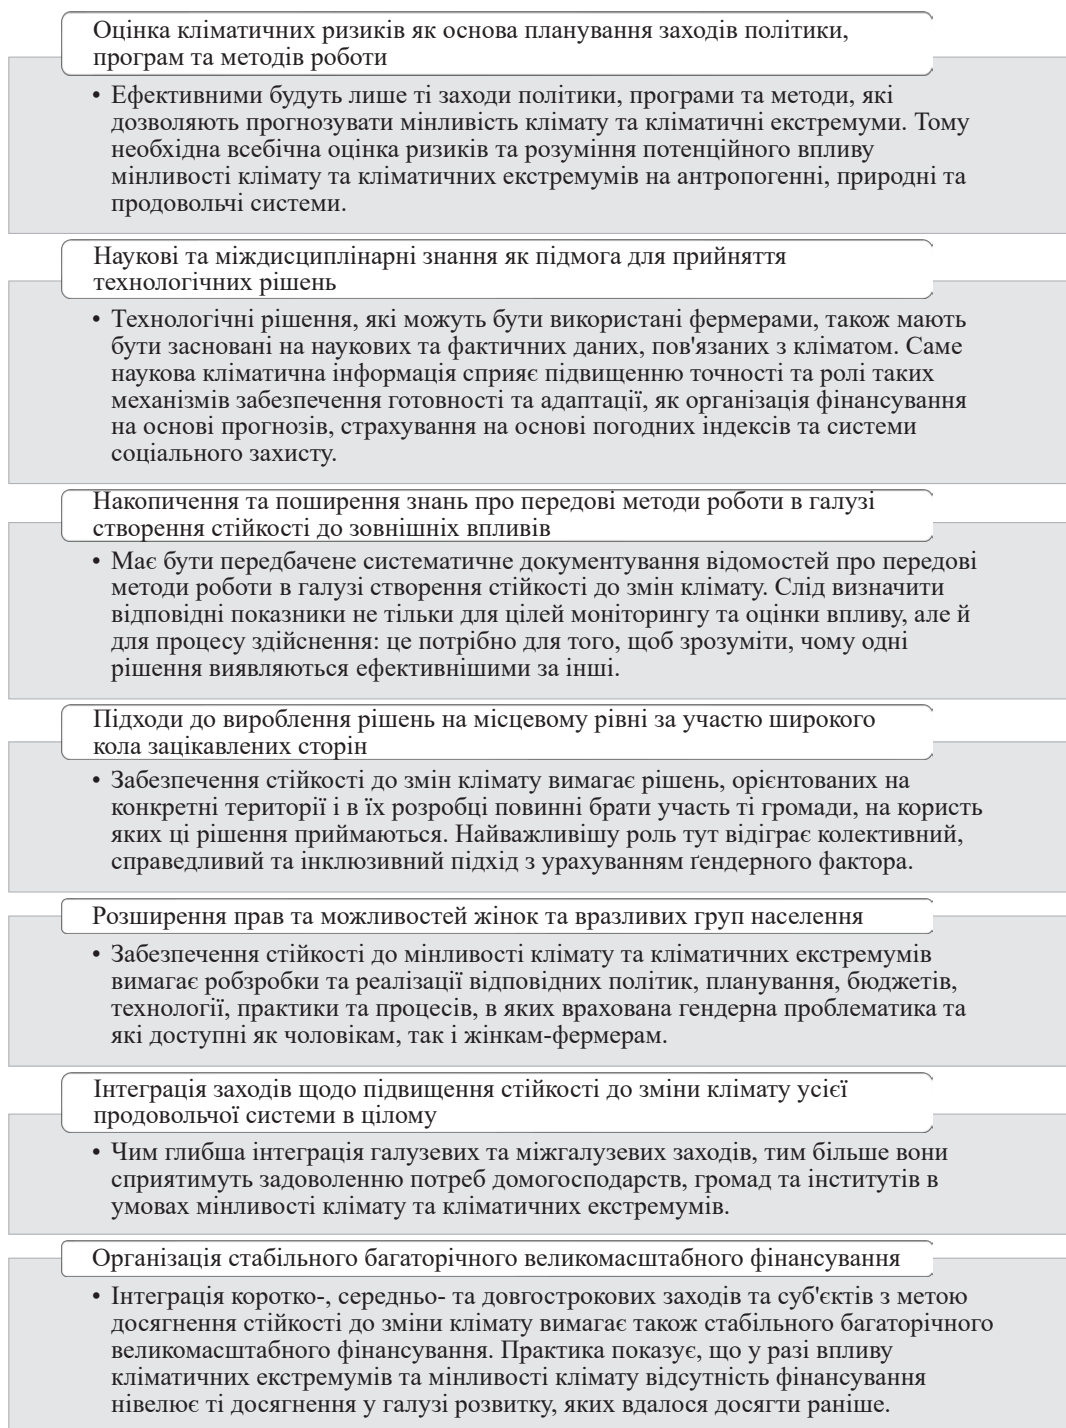 Оцінка кліматичних ризиків як основа планування заходів політики,
програм та методів роботи
• Ефективними будуть лише ті заходи політики, програми та методи, які
дозволяють прогнозувати мінливість клімату та кліматичні екстремуми. Тому
необхідна всебічна оцінка ризиків та розуміння потенційного впливу
мінливості клімату та кліматичних екстремумів на антропогенні, природні та
продовольчі системи.
Наукові та міждисциплінарні знання як підмога для прийняття
технологічних рішень
• Технологічні рішення, які можуть бути використані фермерами, також мають
бути засновані на наукових та фактичних даних, пов'язаних з кліматом. Саме
наукова кліматична інформація сприяє підвищенню точності та ролі таких
механізмів забезпечення готовності та адаптації, як організація фінансування
на основі прогнозів, страхування на основі погодних індексів та системи
соціального захисту.
Накопичення та поширення знань про передові методи роботи в галузі
створення стійкості до зовнішніх впливів
• Має бути передбачене систематичне документування відомостей про передові
методи роботи в галузі створення стійкості до змін клімату. Слід визначити
відповідні показники не тільки для цілей моніторингу та оцінки впливу, але й
для процесу здійснення: це потрібно для того, щоб зрозуміти, чому одні
рішення виявляються ефективнішими за інші.
Підходи до вироблення рішень на місцевому рівні за участю широкого
кола зацікавлених сторін
• Забезпечення стійкості до змін клімату вимагає рішень, орієнтованих на
конкретні території і в їх розробці повинні брати участь ті громади, на користь
яких ці рішення приймаються. Найважливішу роль тут відіграє колективний,
справедливий та інклюзивний підхід з урахуванням ґендерного фактора.
Розширення прав та можливостей жінок та вразливих груп населення
• Забезпечення стійкості до мінливості клімату та кліматичних екстремумів
вимагає робзробки та реалізації відповідних політик, планування, бюджетів,
технології, практики та процесів, в яких врахована гендерна проблематика та
які доступні як чоловікам, так і жінкам-фермерам.
Інтеграція заходів щодо підвищення стійкості до зміни клімату усієї
продовольчої системи в цілому
• Чим глибша інтеграція галузевих та міжгалузевих заходів, тим більше вони
сприятимуть задоволенню потреб домогосподарств, громад та інститутів в
умовах мінливості клімату та кліматичних екстремумів.
Організація стабільного багаторічного великомасштабного фінансування
• Інтеграція коротко-, середньо- та довгострокових заходів та суб'єктів з метою
досягнення стійкості до зміни клімату вимагає також стабільного багаторічного
великомасштабного фінансування. Практика показує, що у разі впливу
кліматичних екстремумів та мінливості клімату відсутність фінансування
нівелює ті досягнення у галузі розвитку, яких вдалося досягти раніше.